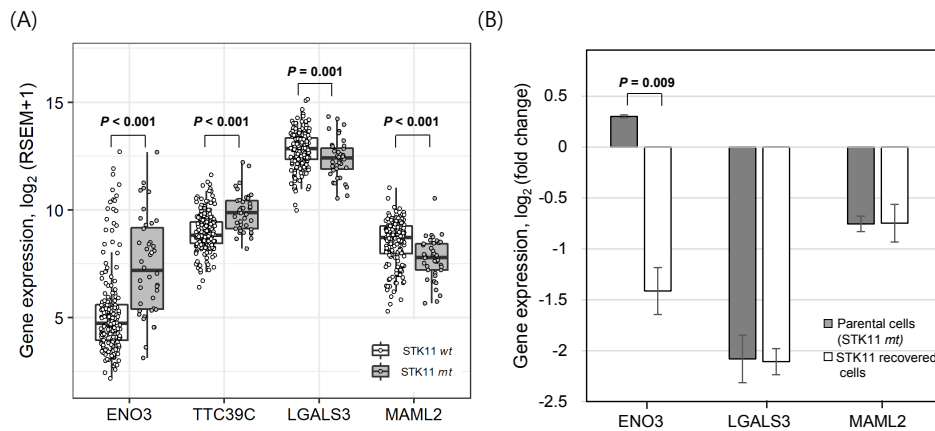 (A)
(B)
Gene expression, log2 (RSEM+1)
15
10
5
P < 0.001
P < 0.001
P = 0.001
P < 0.001
STK11 wt
STK11 mt
ENO3 TTC39C LGALS3 MAML2
Gene expression, log2 (fold change)
0.5
0
-0.5
-1
-1.5
-2
-2.5
P = 0.009
Parental cells
(STK11 mt)
STK11 recovered
cells
ENO3 LGALS3 MAML2